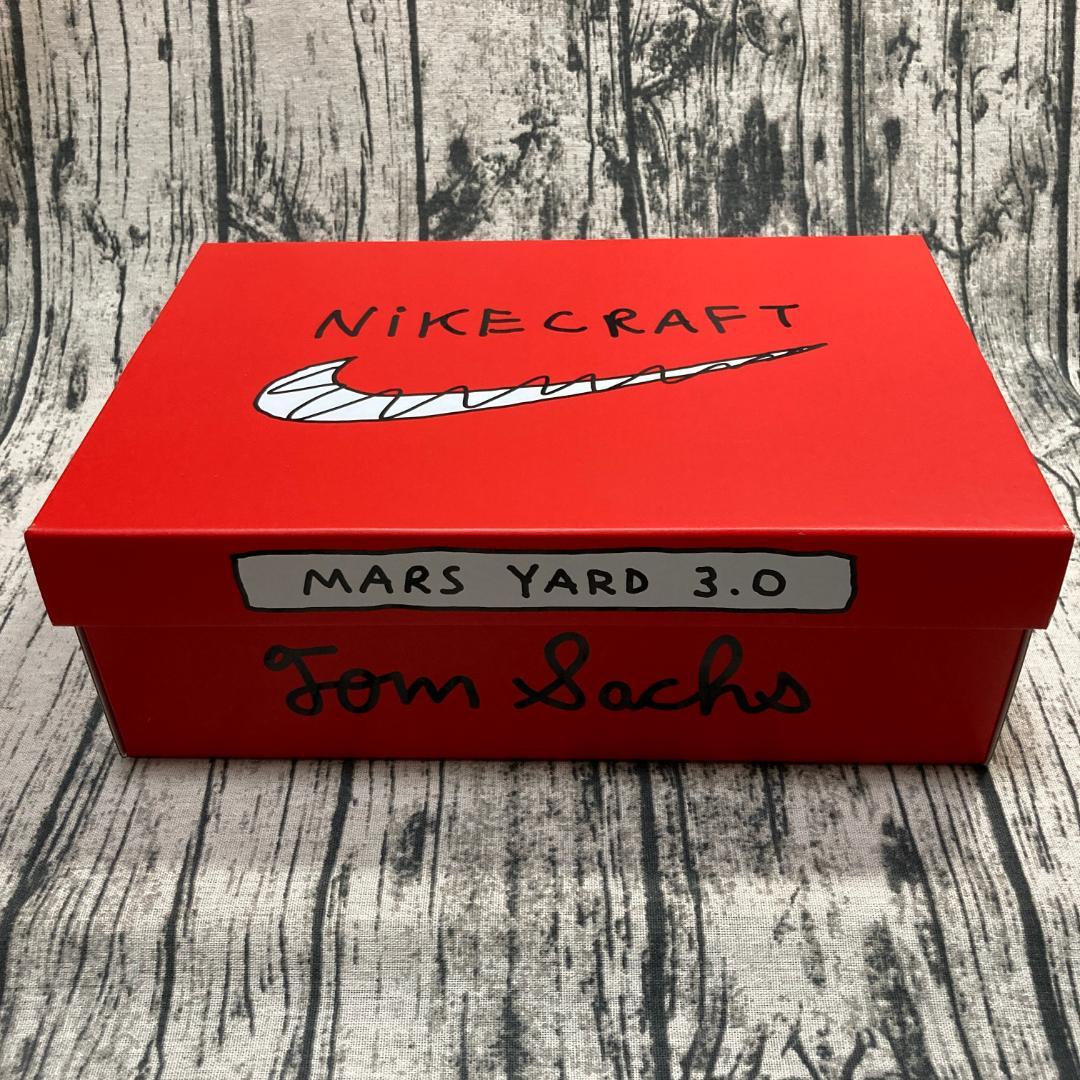 NiKECRAFT
MARS YARD 3.0
Tom Sachs